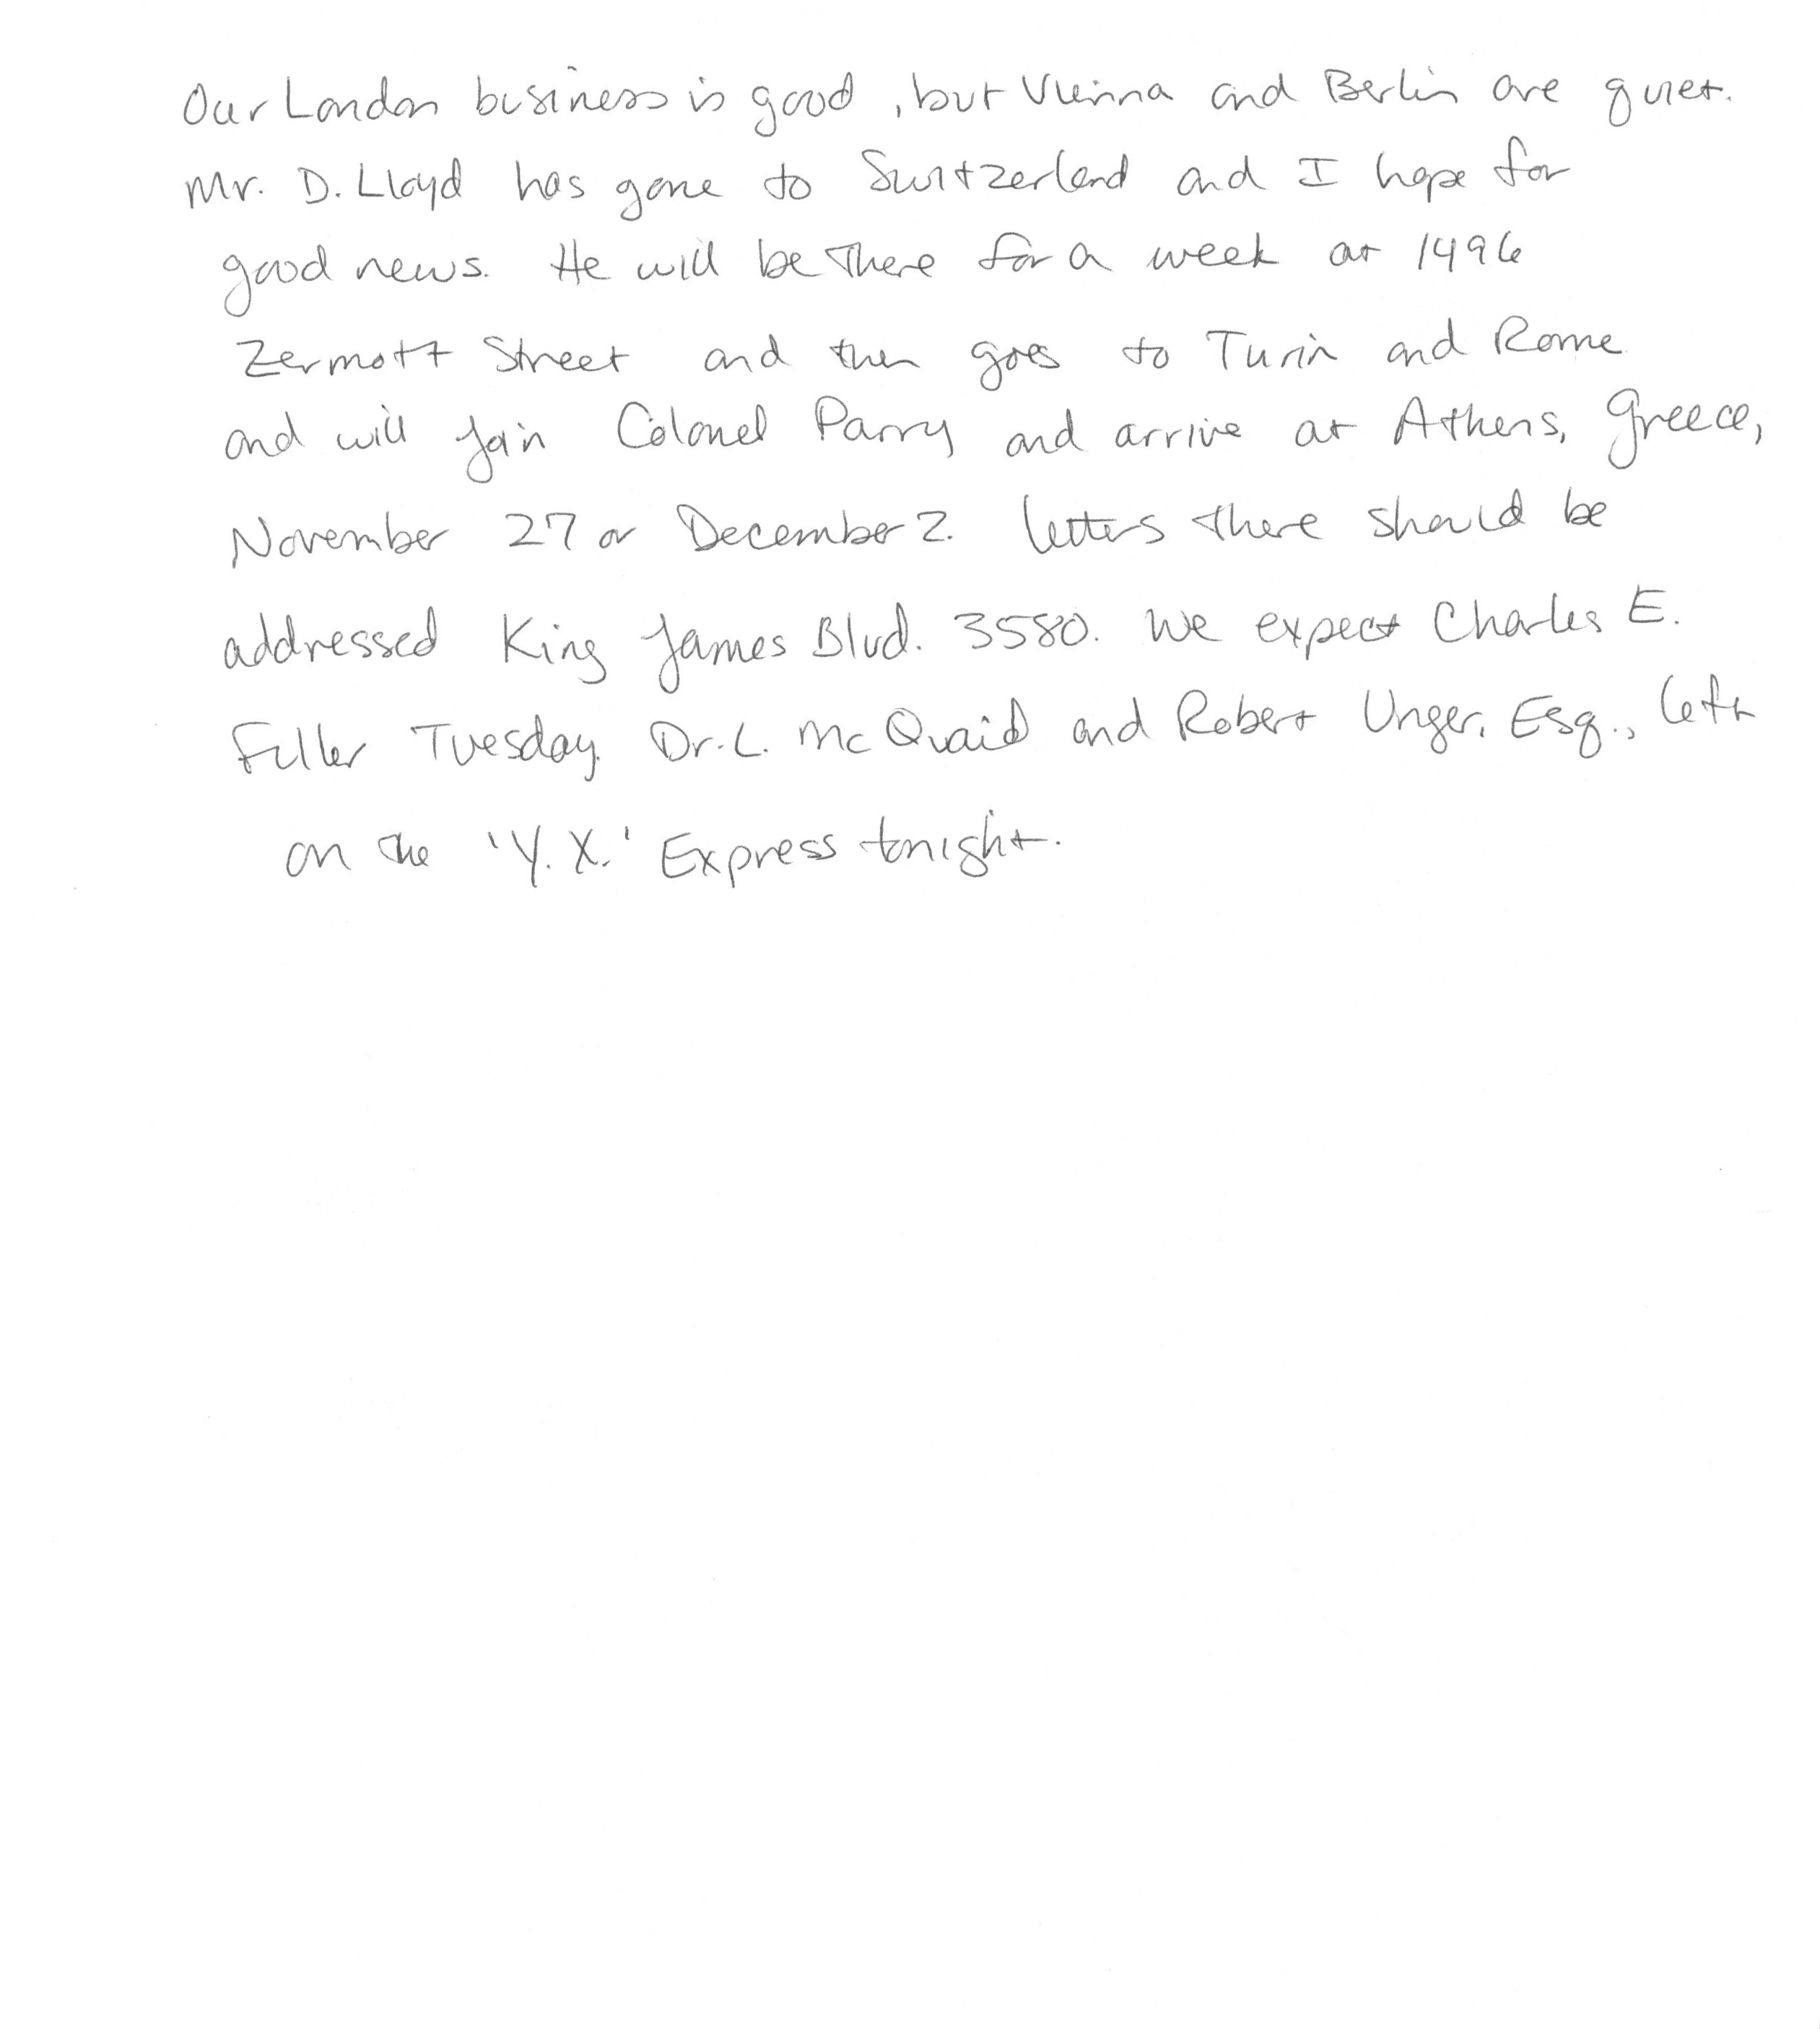 Our London business is good, but Vienna and Berlin are quiet.
Mr. D. Lloyd has gone to Switzerland and I hope for
good news. He will be there for a week at 1496
Zermott Street and then goes to Turin and Rome
and will join Colonel Parry and arrive at Athens, Greece,
November 27 or December 2. Letters there should be
addressed King James Blvd. 3580. We expect Charles E.
Fuller Tuesday. Dr. L. McQuaid and Robert Unger, Esq., left
on the 'Y.X.' Express tonight.